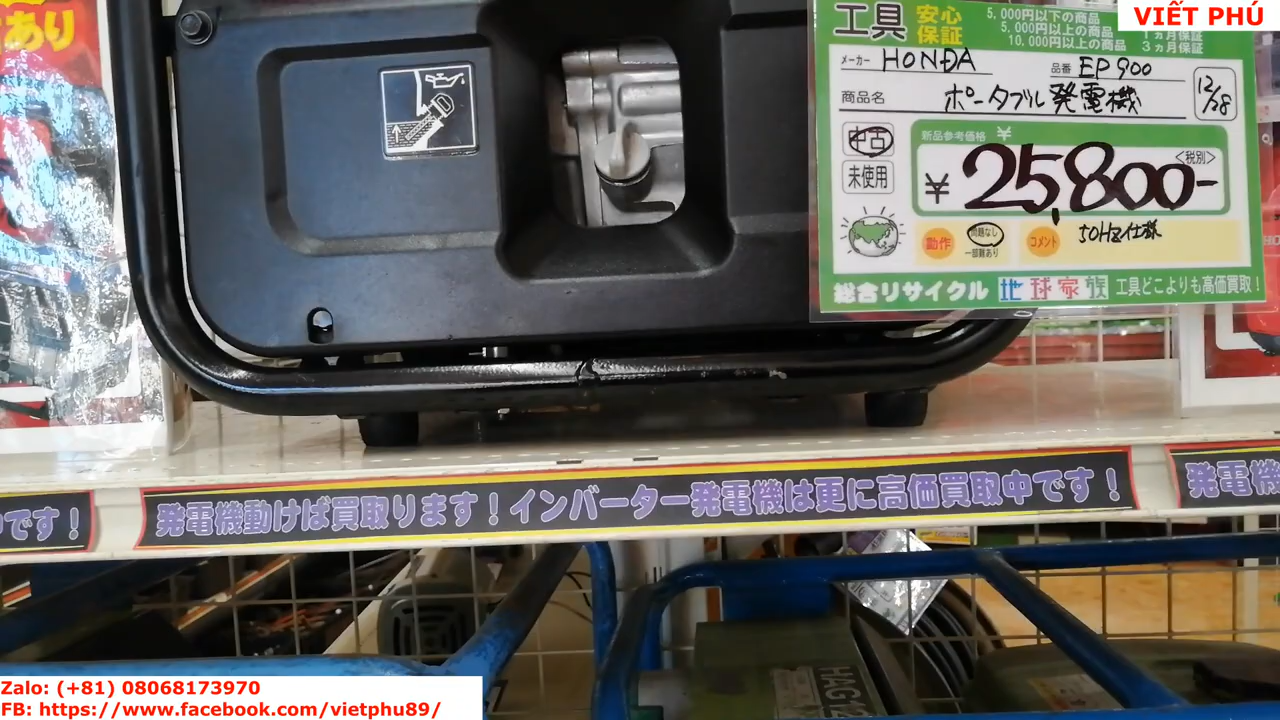 VIẾT PHÚ
あり
工具 安心保証
5,000円以下の商品
5,000円以上の商品 1ヵ月保証
10,000円以上の商品 3ヵ月保証
メーカー HONDA 品番 EP900
商品名 ポータブル発電機 12/28
中古
未使用
新品参考価格 ¥
¥25,800- <税別>
動作 問題なし 一部難あり コメント 50HZ仕様
総合リサイクル 地球家族 工具どこよりも高価買取!
です!
発電機動けば買取ります!インバーター発電機は更に高価買取中です!
発電機
HAG12
Zalo: (+81) 08068173970
FB: https://www.facebook.com/vietphu89/